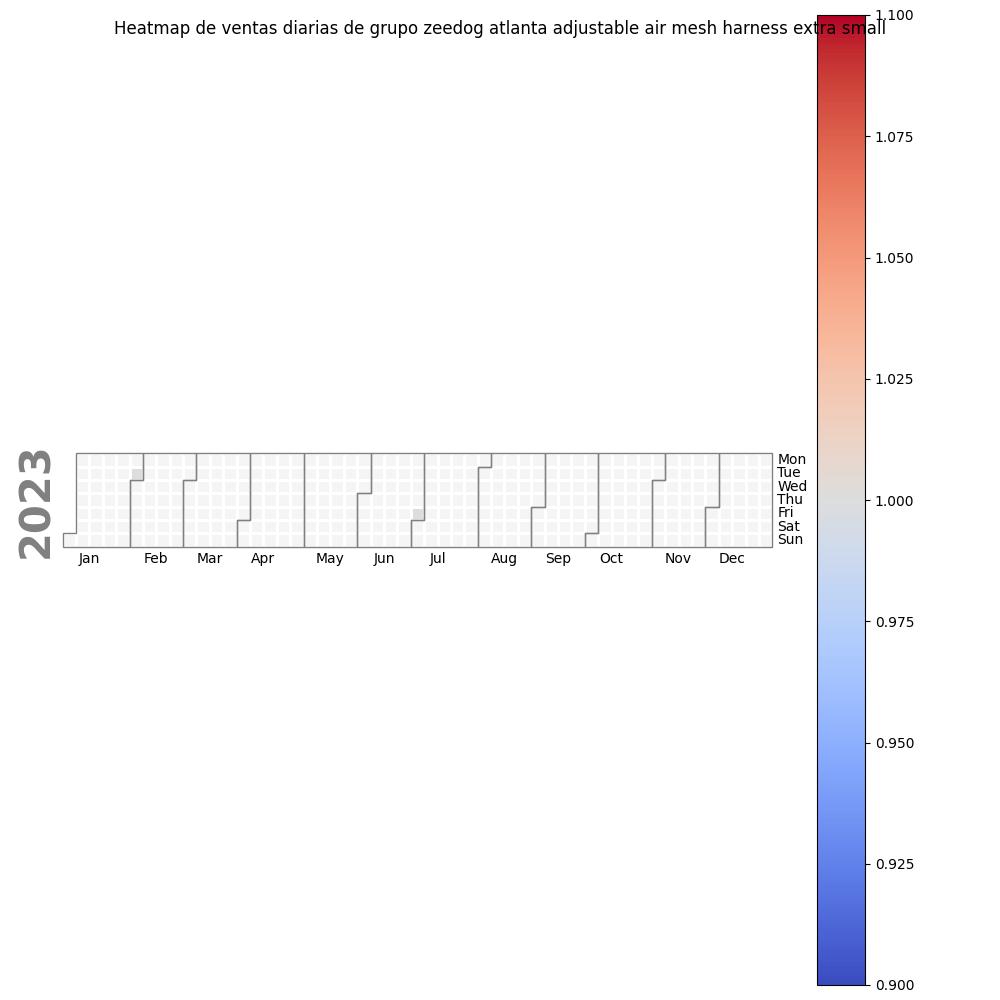 Heatmap de ventas diarias de grupo zeedog atlanta adjustable air mesh harness extra small
1.100
1.075
1.050
1.025
1.000
0.975
0.950
0.925
0.900
2023
Mon
Tue
Wed
Thu
Fri
Sat
Sun
Jan Feb Mar Apr May Jun Jul Aug Sep Oct Nov Dec